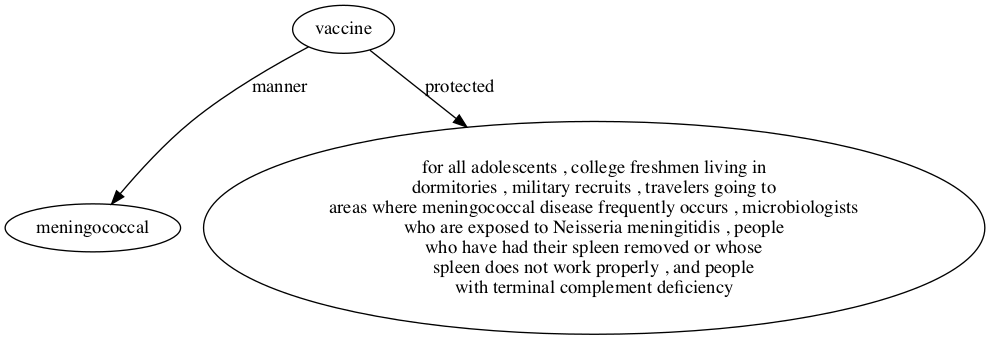 vaccine
manner
protected
for all adolescents , college freshmen living in
dormitories , military recruits , travelers going to
areas where meningococcal disease frequently occurs , microbiologists
who are exposed to Neisseria meningitidis , people
who have had their spleen removed or whose
spleen does not work properly , and people
with terminal complement deficiency
meningococcal